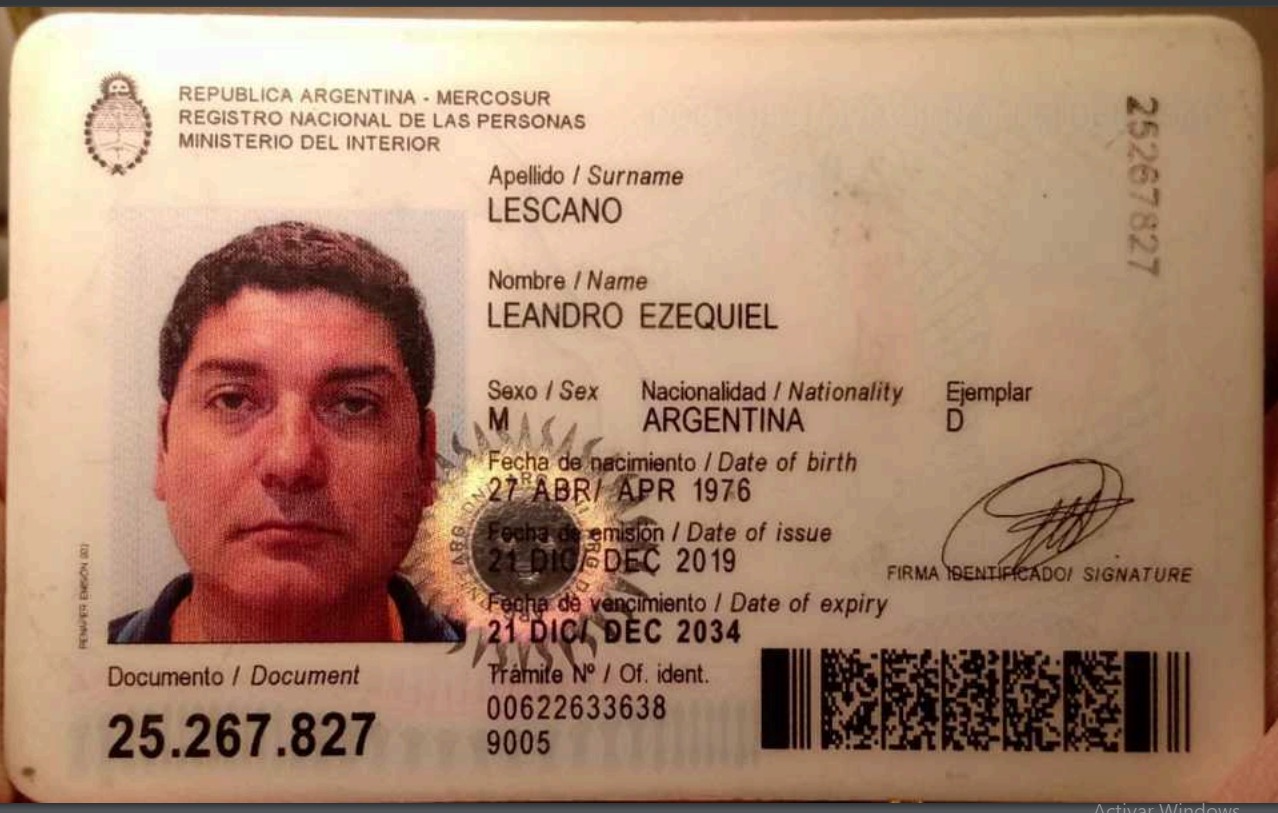 REPUBLICA ARGENTINA - MERCOSUR
REGISTRO NACIONAL DE LAS PERSONAS
MINISTERIO DEL INTERIOR
25267827
Apellido / Surname
LESCANO
Nombre / Name
LEANDRO EZEQUIEL
Sexo / Sex Nacionalidad / Nationality Ejemplar
M ARGENTINA D
Fecha de nacimiento / Date of birth
27 ABR/ APR 1976
Fecha de emisión / Date of issue
21 DIC/ DEC 2019
FIRMA IDENTIFICADO/ SIGNATURE
Fecha de vencimiento / Date of expiry
21 DIC/ DEC 2034
Documento / Document
25.267.827
Trámite Nº / Of. ident.
00622633638
9005
Activar Windows